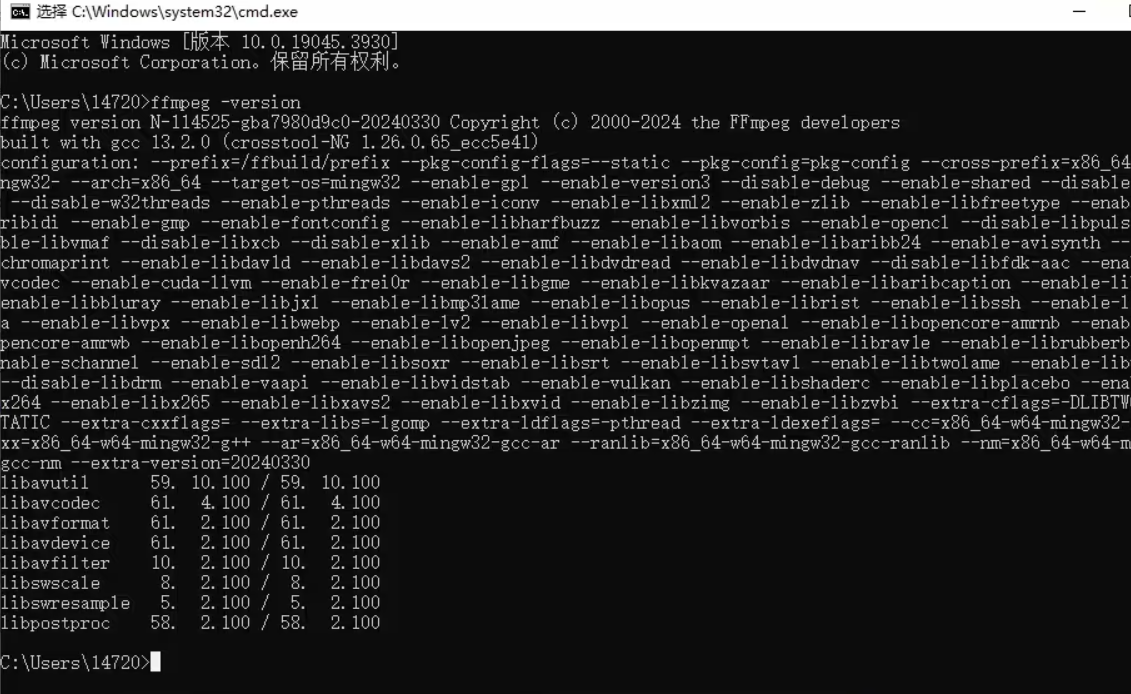 选择 C:\Windows\system32\cmd.exe
Microsoft Windows [版本 10.0.19045.3930]
(c) Microsoft Corporation。保留所有权利。
C:\Users\14720>ffmpeg -version
ffmpeg version N-114525-gba7980d9c0-20240330 Copyright (c) 2000-2024 the FFmpeg developers
built with gcc 13.2.0 (crosstool-NG 1.26.0.65_ecc5e41)
configuration: --prefix=/ffbuild/prefix --pkg-config-flags=--static --pkg-config=pkg-config --cross-prefix=x86_64
ngw32- --arch=x86_64 --target-os=mingw32 --enable-gpl --enable-version3 --disable-debug --enable-shared --disable
--disable-w32threads --enable-pthreads --enable-iconv --enable-libxml2 --enable-zlib --enable-libfreetype --enab
ribidi --enable-gmp --enable-fontconfig --enable-libharfbuzz --enable-libvorbis --enable-opencl --disable-libpuls
ble-libvmaf --disable-libxcb --disable-xlib --enable-amf --enable-libaom --enable-libaribb24 --enable-avisynth --
chromaprint --enable-libdav1d --enable-libdavs2 --enable-libdvdread --enable-libdvdnav --disable-libfdk-aac --ena
vcodec --enable-cuda-llvm --enable-frei0r --enable-libgme --enable-libkvazaar --enable-libaribcaption --enable-li
enable-libbluray --enable-libjxl --enable-libmp3lame --enable-libopus --enable-librist --enable-libssh --enable-l
a --enable-libvpx --enable-libwebp --enable-lv2 --enable-libvpl --enable-openal --enable-libopencore-amrnb --enab
pencore-amrwb --enable-libopenh264 --enable-libopenjpeg --enable-libopenmpt --enable-librav1e --enable-librubberb
nable-schannel --enable-sdl2 --enable-libsoxr --enable-libsrt --enable-libsvtav1 --enable-libtwolame --enable-lib
--disable-libdrm --enable-vaapi --enable-libvidstab --enable-vulkan --enable-libshaderc --enable-libplacebo --ena
x264 --enable-libx265 --enable-libxavs2 --enable-libxvid --enable-libzimg --enable-libzvbi --extra-cflags=-DLIBTW
TATIC --extra-cxxflags= --extra-libs=-lgomp --extra-ldflags=-pthread --extra-ldexeflags= --cc=x86_64-w64-mingw32-
xx=x86_64-w64-mingw32-g++ --ar=x86_64-w64-mingw32-gcc-ar --ranlib=x86_64-w64-mingw32-gcc-ranlib --nm=x86_64-w64-m
gcc-nm --extra-version=20240330
libavutil      59. 10.100 / 59. 10.100
libavcodec     61.  4.100 / 61.  4.100
libavformat    61.  2.100 / 61.  2.100
libavdevice    61.  2.100 / 61.  2.100
libavfilter    10.  2.100 / 10.  2.100
libswscale      8.  2.100 /  8.  2.100
libswresample   5.  2.100 /  5.  2.100
libpostproc    58.  2.100 / 58.  2.100
C:\Users\14720>